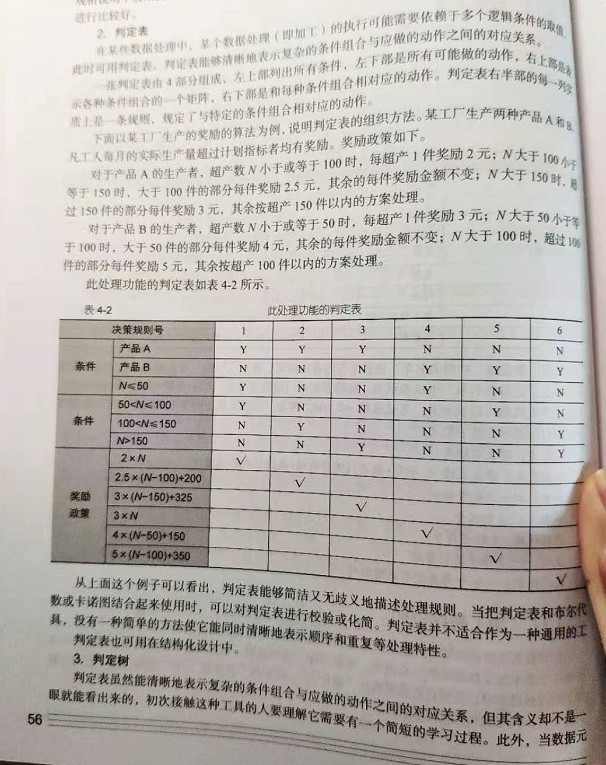 进行比较好。
2. 判定表
在某些数据处理中，某个数据处理（即加工）的执行可能需要依赖于多个逻辑条件的取值，
此时可用判定表。判定表能够清晰地表示复杂的条件组合与应做的动作之间的对应关系。
一张判定表由 4 部分组成，左上部列出所有条件，左下部是所有可能做的动作，右上部是表
示各种条件组合的一个矩阵，右下部是和每种条件组合相对应的动作。判定表右半部的每一列实
质上是一条规则，规定了与特定的条件组合相对应的动作。
下面以某工厂生产的奖励的算法为例，说明判定表的组织方法。某工厂生产两种产品 A 和 B。
凡工人每月的实际生产量超过计划指标者均有奖励。奖励政策如下。
对于产品 A 的生产者，超产数 N 小于或等于 100 时，每超产 1 件奖励 2 元；N 大于 100 小于
等于 150 时，大于 100 件的部分每件奖励 2.5 元，其余的每件奖励金额不变；N 大于 150 时，超
过 150 件的部分每件奖励 3 元，其余按超产 150 件以内的方案处理。
对于产品 B 的生产者，超产数 N 小于或等于 50 时，每超产 1 件奖励 3 元；N 大于 50 小于等
于 100 时，大于 50 件的部分每件奖励 4 元，其余的每件奖励金额不变；N 大于 100 时，超过 100
件的部分每件奖励 5 元，其余按超产 100 件以内的方案处理。
此处理功能的判定表如表 4-2 所示。
表 4-2 此处理功能的判定表
决策规则号 1 2 3 4 5 6
条件 产品 A Y Y Y N N N
产品 B N N N Y Y Y
N≤50 Y N N Y N N
条件 50<N≤100 Y N N N Y N
100<N≤150 N Y N N N Y
N>150 N N Y N N Y
奖励政策 2×N √
2.5×(N-100)+200 √
3×(N-150)+325 √
3×N √
4×(N-50)+150 √
5×(N-100)+350 √
从上面这个例子可以看出，判定表能够简洁又无歧义地描述处理规则。当把判定表和布尔代
数或卡诺图结合起来使用时，可以对判定表进行校验或化简。判定表并不适合作为一种通用的工
具，没有一种简单的方法使它能同时清晰地表示顺序和重复等处理特性。
判定表也可用在结构化设计中。
3. 判定树
判定表虽然能清晰地表示复杂的条件组合与应做的动作之间的对应关系，但其含义却不是一
眼就能看出来的，初次接触这种工具的人要理解它需要有一个简短的学习过程。此外，当数据元
56